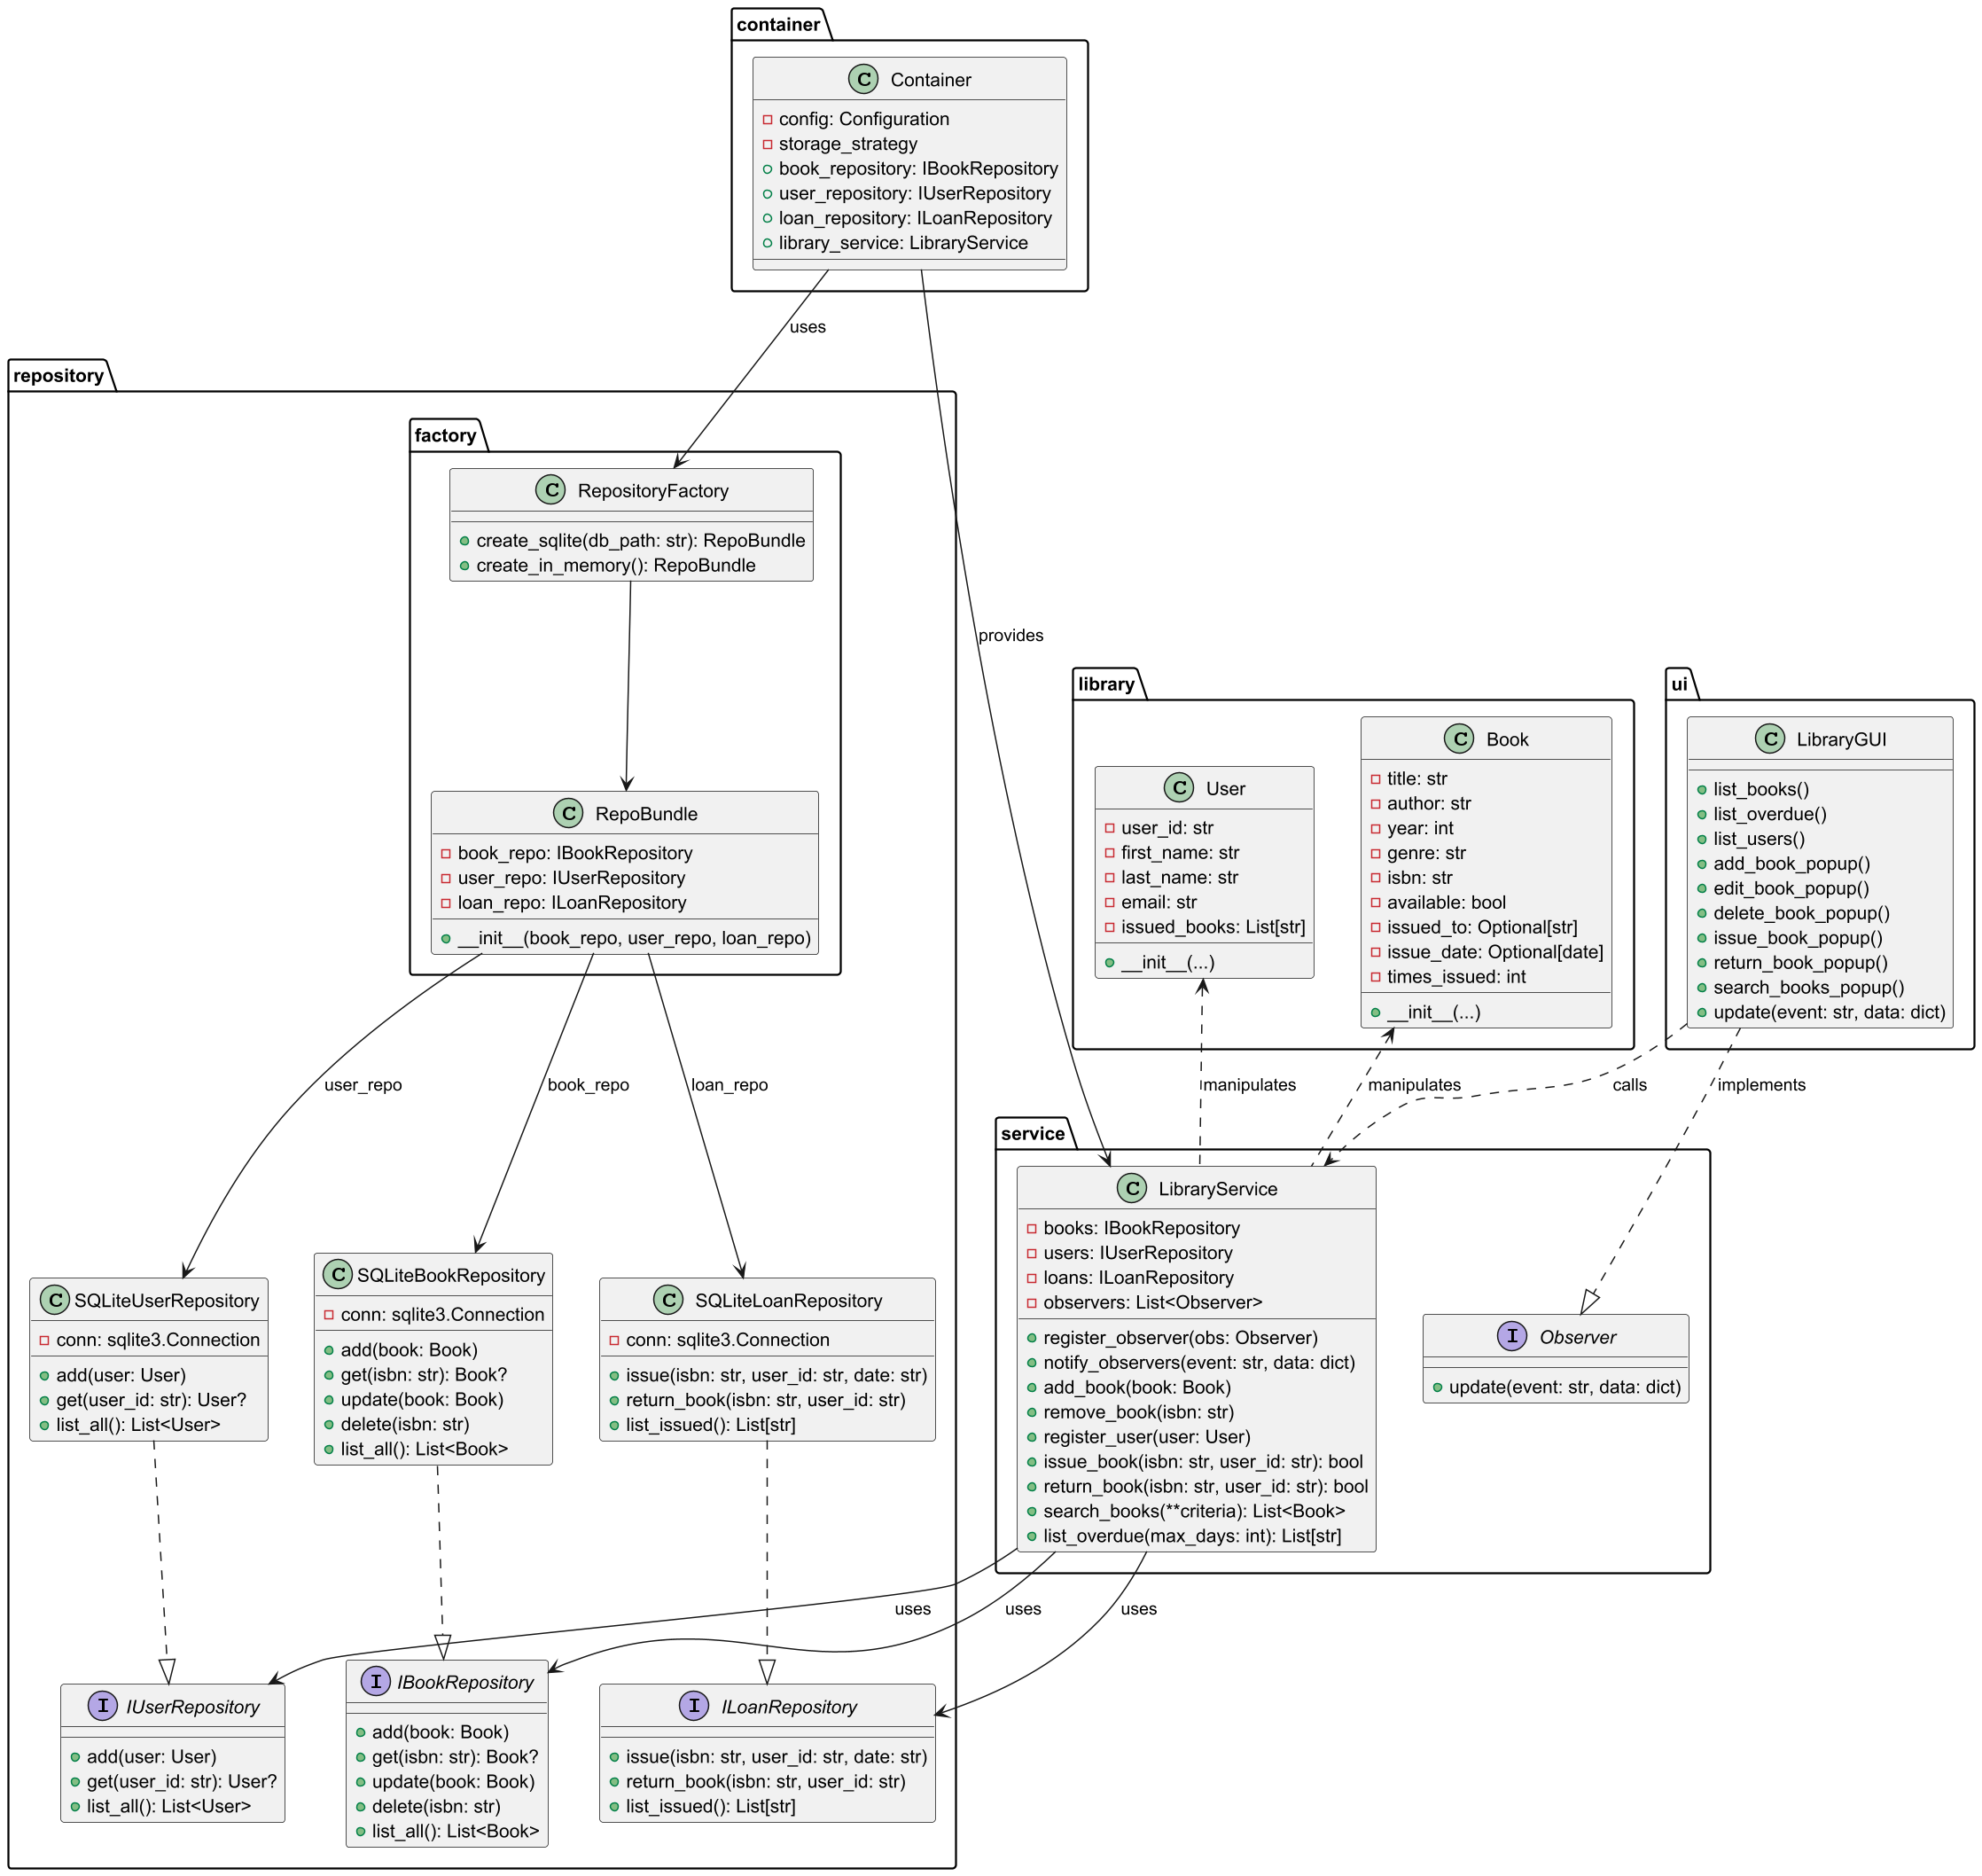 container
C Container
config: Configuration
storage_strategy
book_repository: IBookRepository
user_repository: IUserRepository
loan_repository: ILoanRepository
library_service: LibraryService
uses
provides
repository
factory
C RepositoryFactory
create_sqlite(db_path: str): RepoBundle
create_in_memory(): RepoBundle
C RepoBundle
book_repo: IBookRepository
user_repo: IUserRepository
loan_repo: ILoanRepository
__init__(book_repo, user_repo, loan_repo)
user_repo
book_repo
loan_repo
library
C User
user_id: str
first_name: str
last_name: str
email: str
issued_books: List[str]
__init__(...)
C Book
title: str
author: str
year: int
genre: str
isbn: str
available: bool
issued_to: Optional[str]
issue_date: Optional[date]
times_issued: int
__init__(...)
ui
C LibraryGUI
list_books()
list_overdue()
list_users()
add_book_popup()
edit_book_popup()
delete_book_popup()
issue_book_popup()
return_book_popup()
search_books_popup()
update(event: str, data: dict)
manipulates
manipulates
calls
implements
service
C LibraryService
books: IBookRepository
users: IUserRepository
loans: ILoanRepository
observers: List<Observer>
register_observer(obs: Observer)
notify_observers(event: str, data: dict)
add_book(book: Book)
remove_book(isbn: str)
register_user(user: User)
issue_book(isbn: str, user_id: str): bool
return_book(isbn: str, user_id: str): bool
search_books(**criteria): List<Book>
list_overdue(max_days: int): List[str]
I Observer
update(event: str, data: dict)
C SQLiteUserRepository
conn: sqlite3.Connection
add(user: User)
get(user_id: str): User?
list_all(): List<User>
C SQLiteBookRepository
conn: sqlite3.Connection
add(book: Book)
get(isbn: str): Book?
update(book: Book)
delete(isbn: str)
list_all(): List<Book>
C SQLiteLoanRepository
conn: sqlite3.Connection
issue(isbn: str, user_id: str, date: str)
return_book(isbn: str, user_id: str)
list_issued(): List[str]
uses
uses
uses
I IUserRepository
add(user: User)
get(user_id: str): User?
list_all(): List<User>
I IBookRepository
add(book: Book)
get(isbn: str): Book?
update(book: Book)
delete(isbn: str)
list_all(): List<Book>
I ILoanRepository
issue(isbn: str, user_id: str, date: str)
return_book(isbn: str, user_id: str)
list_issued(): List[str]